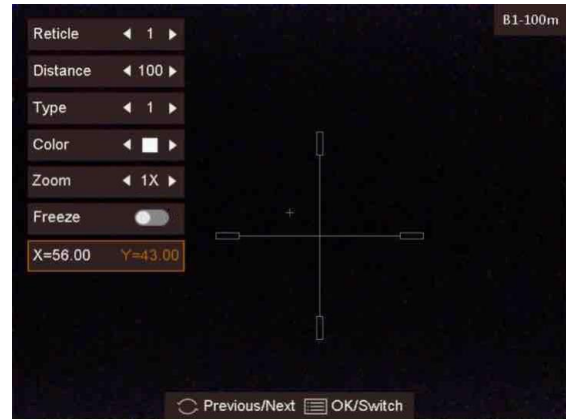 B1-100m
Reticle 1
Distance 100
Type 1
Color
Zoom 1X
Freeze
X=56.00 Y=43.00
Previous/Next OK/Switch